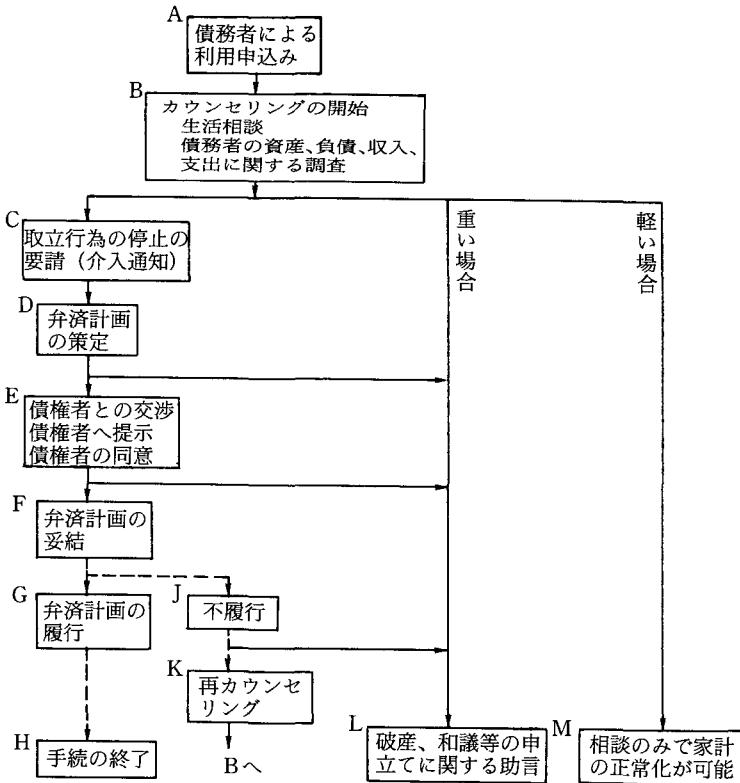 A
債務者による
利用申込み
B
カウンセリングの開始
生活相談
債務者の資産、負債、収入、
支出に関する調査
C
取立行為の停止の
要請（介入通知）
重い場合
軽い場合
D
弁済計画
の策定
E
債権者との交渉
債権者へ提示
債権者の同意
F
弁済計画の
妥結
G
弁済計画の
履行
J
不履行
K
再カウンセ
リング
H
手続の終了
Bへ
L
破産、和議等の申
立てに関する助言
M
相談のみで家計
の正常化が可能